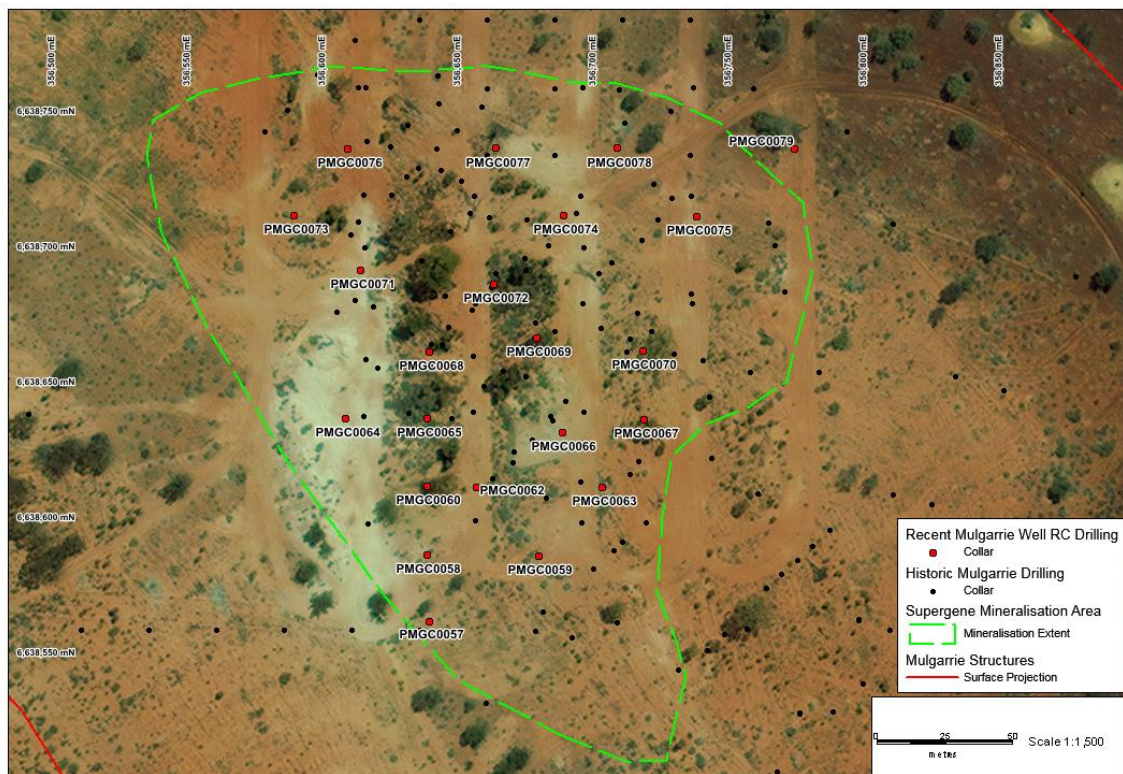 356,500 mE
356,550 mE
356,600 mE
356,650 mE
356,700 mE
356,750 mE
356,800 mE
356,850 mE
6,638,750 mN
PMGC0076
PMGC0077
PMGC0078
PMGC0079
PMGC0073
PMGC0074
PMGC0075
6,638,700 mN
PMGC0071
PMGC0072
PMGC0069
PMGC0068
PMGC0070
6,638,650 mN
PMGC0064
PMGC0065
PMGC0066
PMGC0067
PMGC0060
PMGC0062
PMGC0063
6,638,600 mN
PMGC0058
PMGC0059
PMGC0057
6,638,550 mN
Recent Mulgarrie Well RC Drilling
Collar
Historic Mulgarrie Drilling
Collar
Supergene Mineralisation Area
Mineralisation Extent
Mulgarrie Structures
Surface Projection
0 25 50
metres
Scale 1:1,500